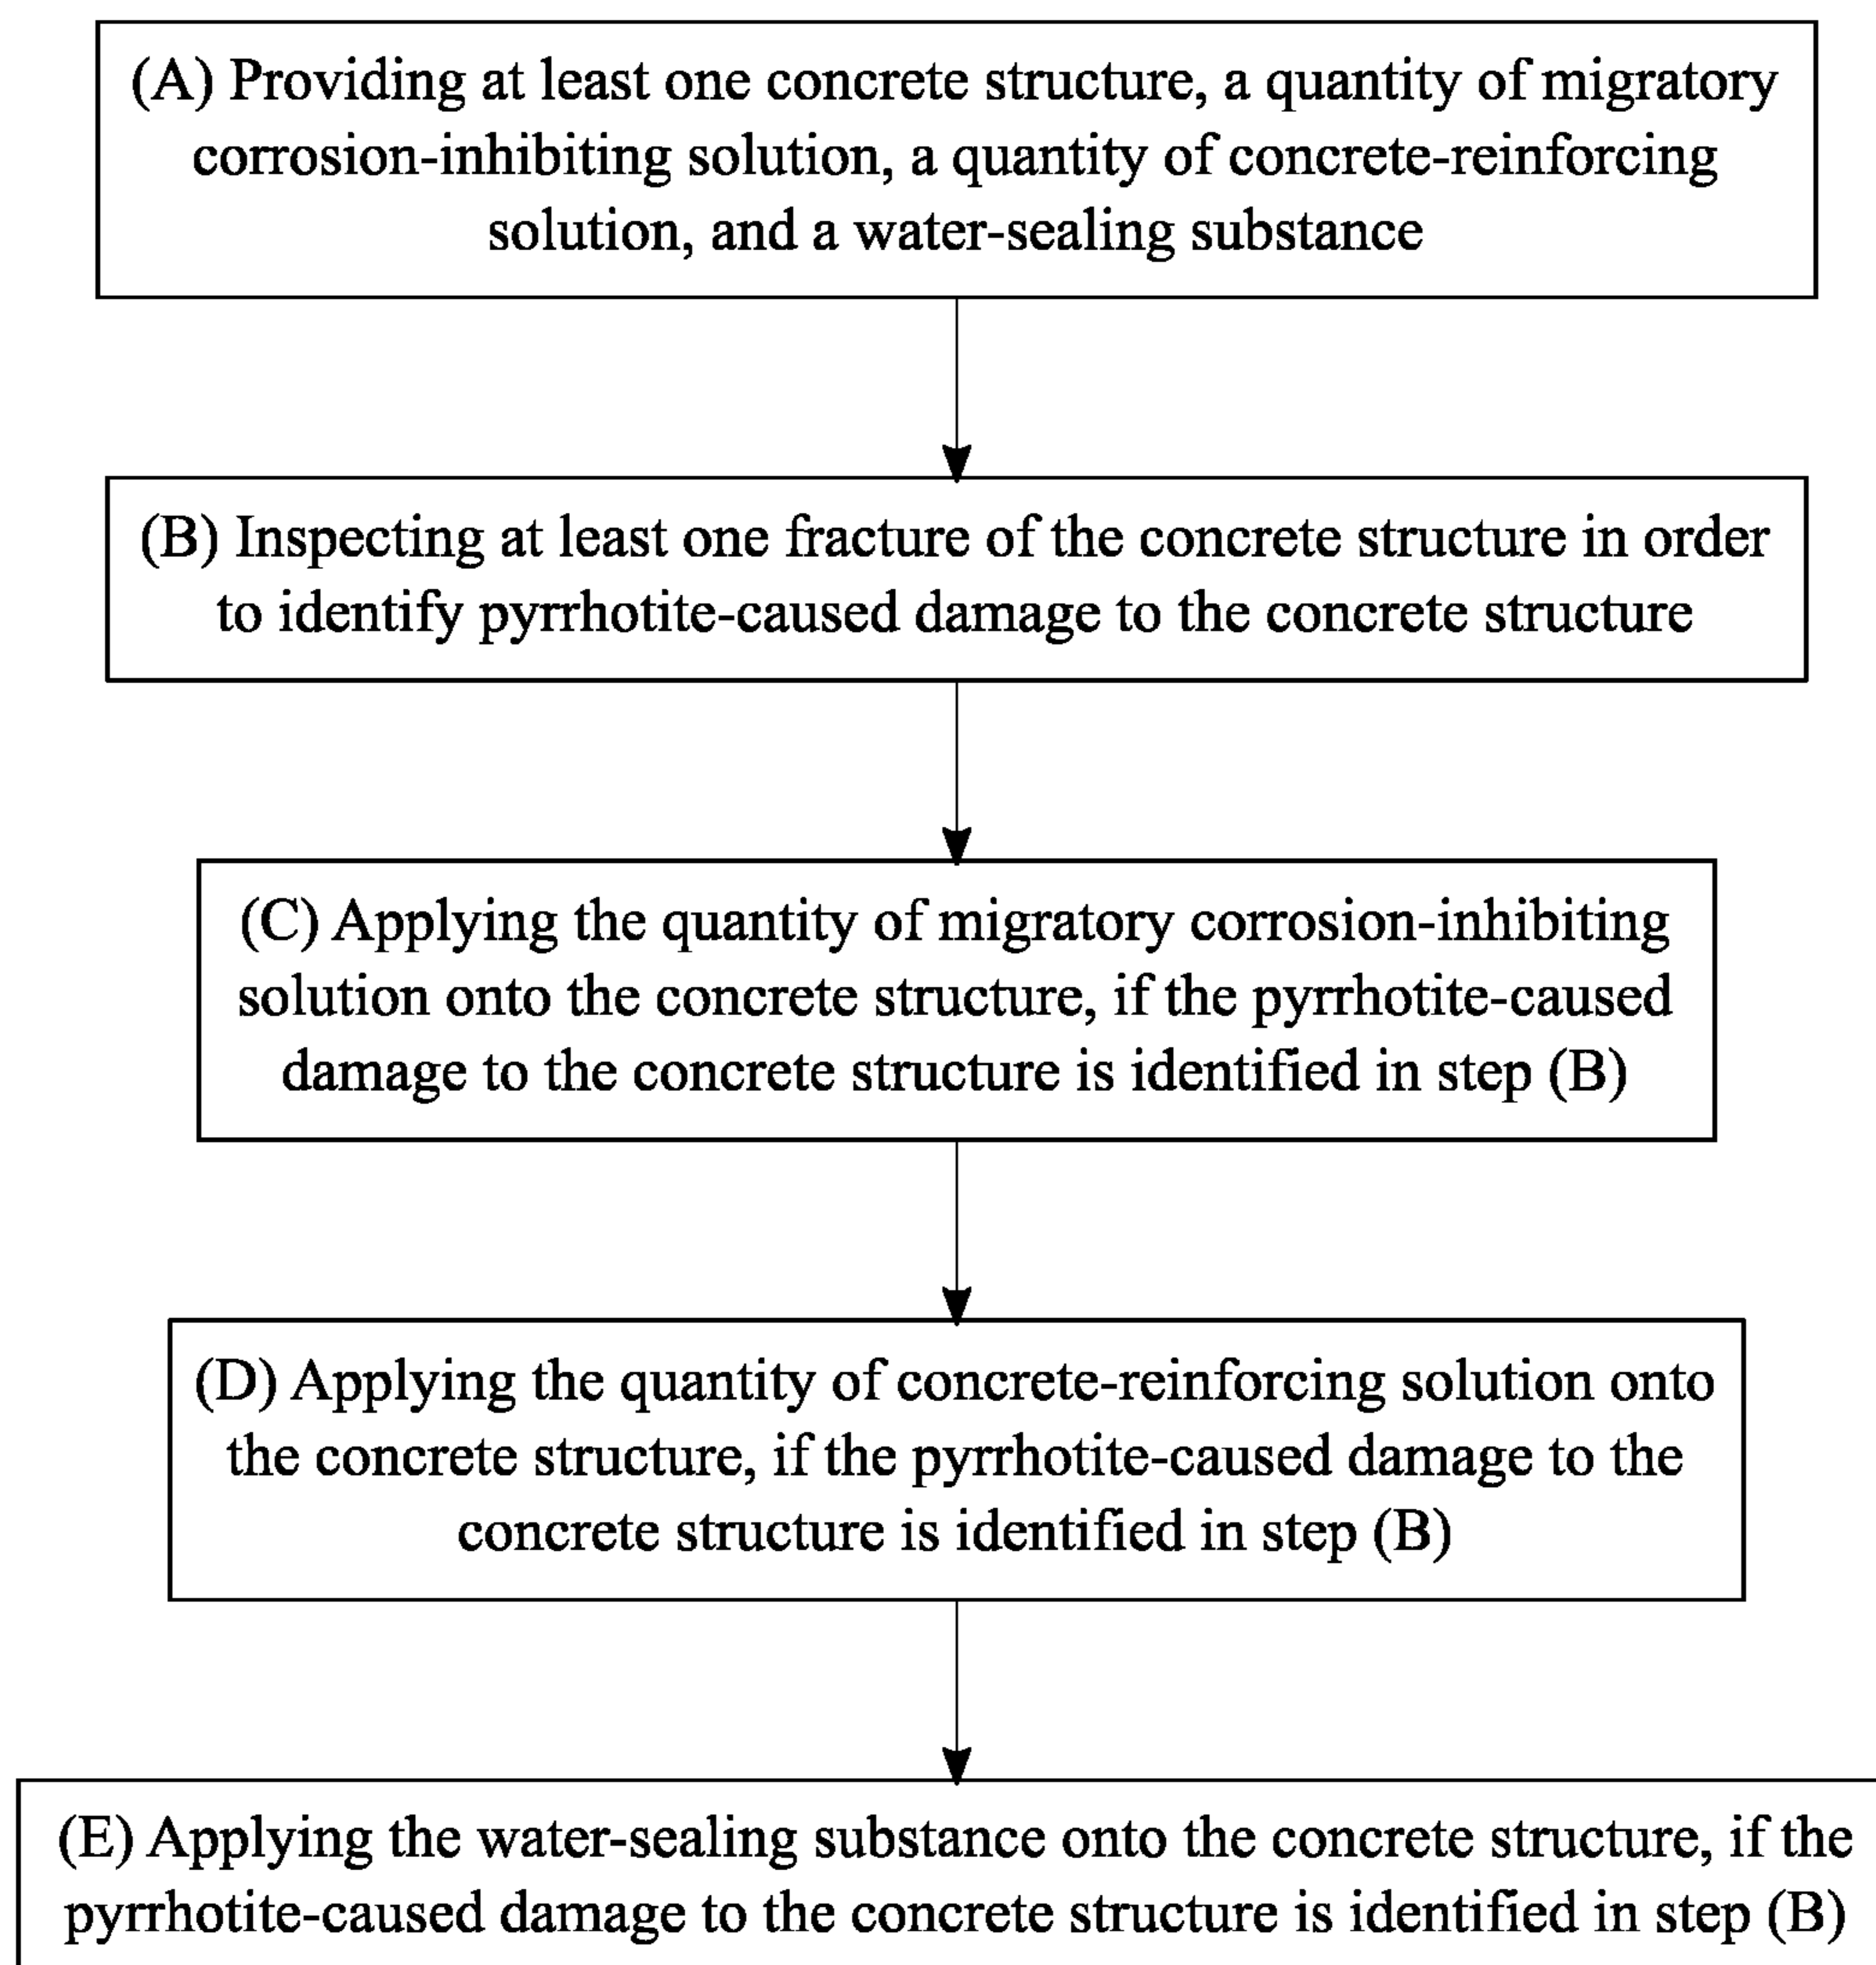 (A) Providing at least one concrete structure, a quantity of migratory
corrosion-inhibiting solution, a quantity of concrete-reinforcing
solution, and a water-sealing substance
(B) Inspecting at least one fracture of the concrete structure in order
to identify pyrrhotite-caused damage to the concrete structure
(C) Applying the quantity of migratory corrosion-inhibiting
solution onto the concrete structure, if the pyrrhotite-caused
damage to the concrete structure is identified in step (B)
(D) Applying the quantity of concrete-reinforcing solution onto
the concrete structure, if the pyrrhotite-caused damage to the
concrete structure is identified in step (B)
(E) Applying the water-sealing substance onto the concrete structure, if the
pyrrhotite-caused damage to the concrete structure is identified in step (B)